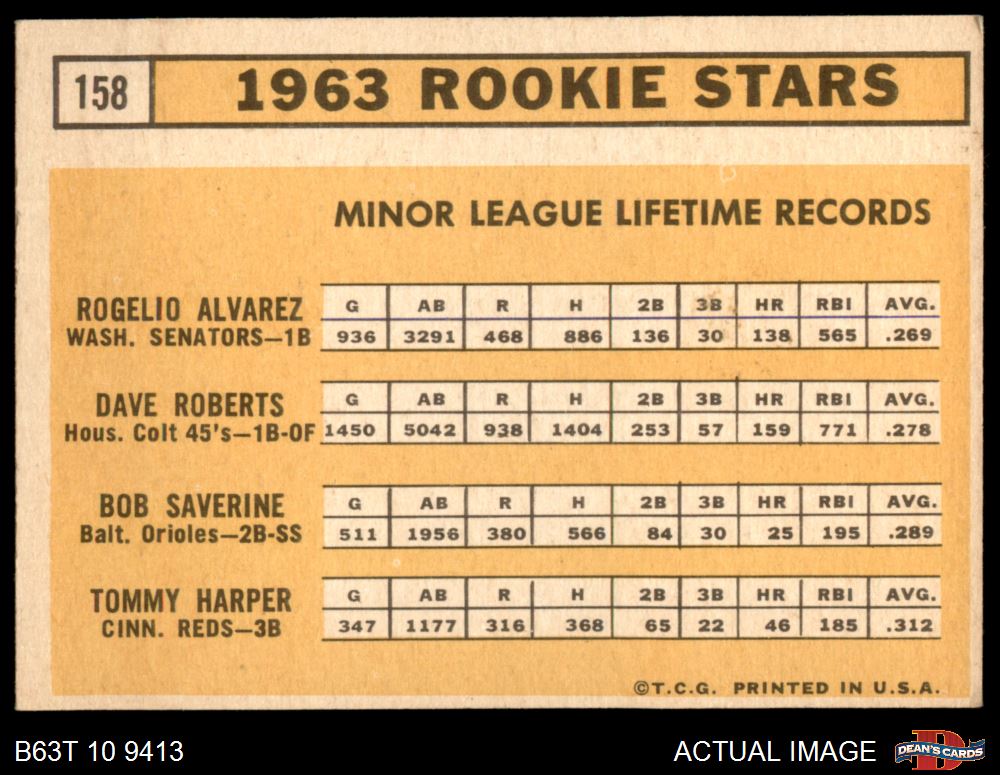 158 1963 ROOKIE STARS
MINOR LEAGUE LIFETIME RECORDS
ROGELIO ALVAREZ G AB R H 2B 3B HR RBI AVG.
WASH. SENATORS—1B 936 3291 468 886 136 30 138 565 .269
DAVE ROBERTS G AB R H 2B 3B HR RBI AVG.
Hous. Colt 45's—1B-OF 1450 5042 938 1404 253 57 159 771 .278
BOB SAVERINE G AB R H 2B 3B HR RBI AVG.
Balt. Orioles—2B-SS 511 1956 380 566 84 30 25 195 .289
TOMMY HARPER G AB R H 2B 3B HR RBI AVG.
CINN. REDS—3B 347 1177 316 368 65 22 46 185 .312
©T.C.G. PRINTED IN U.S.A.
B63T 10 9413 ACTUAL IMAGE D DEAN'S CARDS